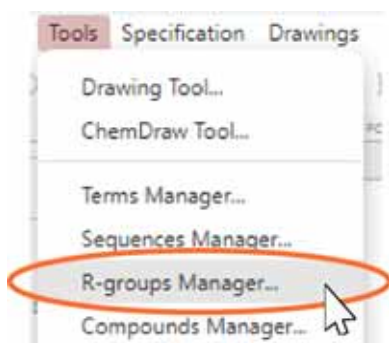 Tools Specification Drawings
Drawing Tool...
ChemDraw Tool...
Terms Manager...
Sequences Manager...
R-groups Manager...
Compounds Manager...